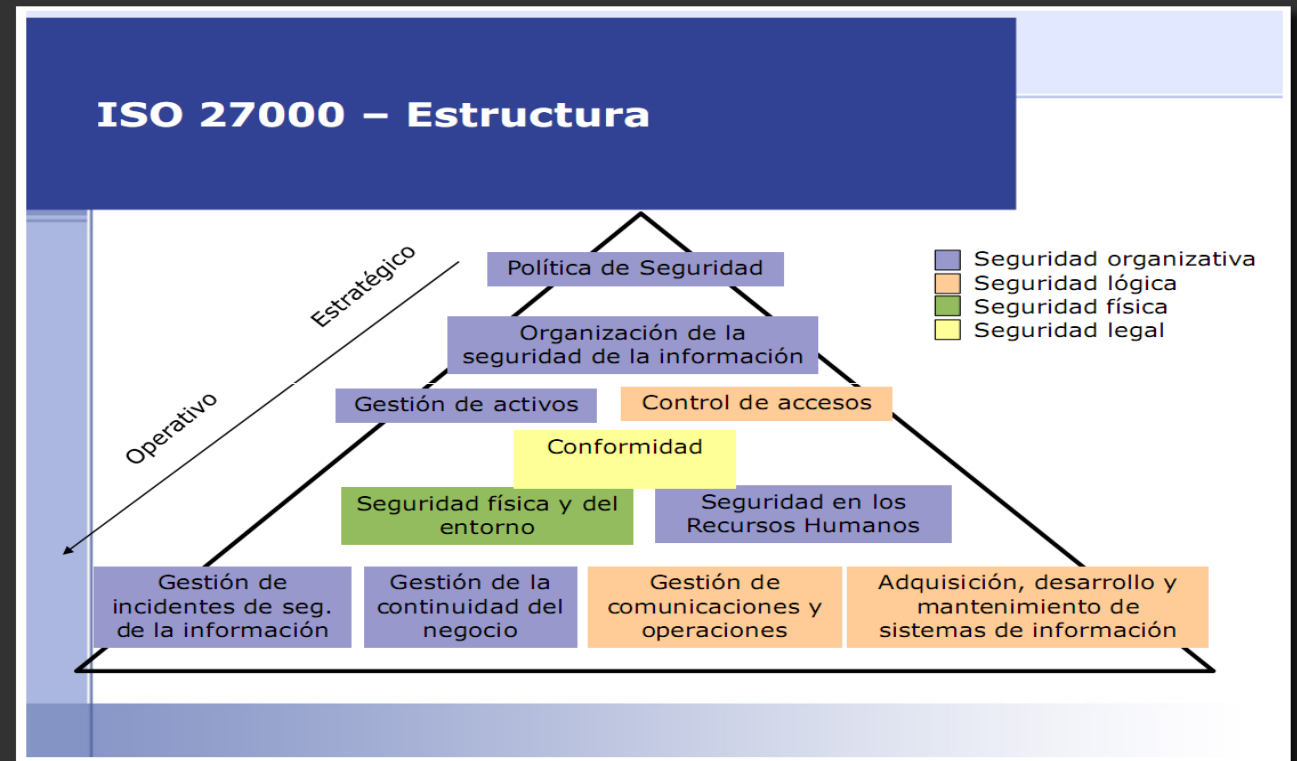 ISO 27000 – Estructura
Estratégico
Operativo
Política de Seguridad
Organización de la
seguridad de la información
Gestión de activos
Control de accesos
Conformidad
Seguridad física y del
entorno
Seguridad en los
Recursos Humanos
Gestión de
incidentes de seg.
de la información
Gestión de la
continuidad del
negocio
Gestión de
comunicaciones y
operaciones
Adquisición, desarrollo y
mantenimiento de
sistemas de información
Seguridad organizativa
Seguridad lógica
Seguridad física
Seguridad legal